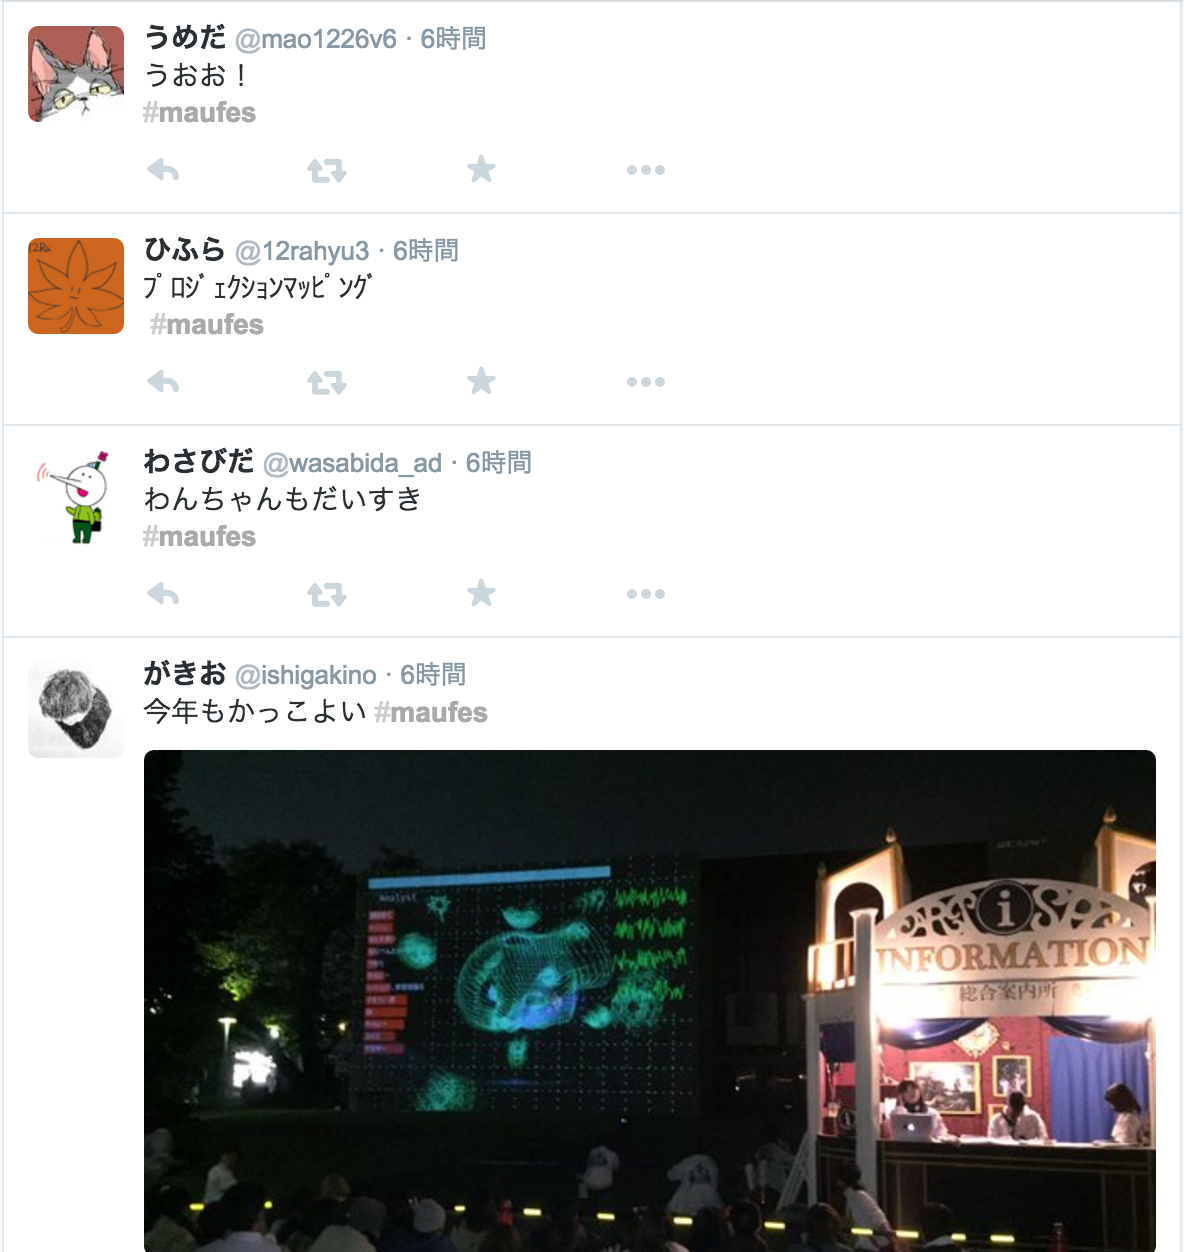 うめだ @mao1226v6 · 6時間
うおお！
#maufes
ひふら @12rahyu3 · 6時間
ﾌﾟﾛｼﾞｪｸｼｮﾝﾏｯﾋﾟﾝｸﾞ
#maufes
わさびだ @wasabida_ad · 6時間
わんちゃんもだいすき
#maufes
がきお @ishigakino · 6時間
今年もかっこよい #maufes
Analyst
i
INFORMATION
総合案内所